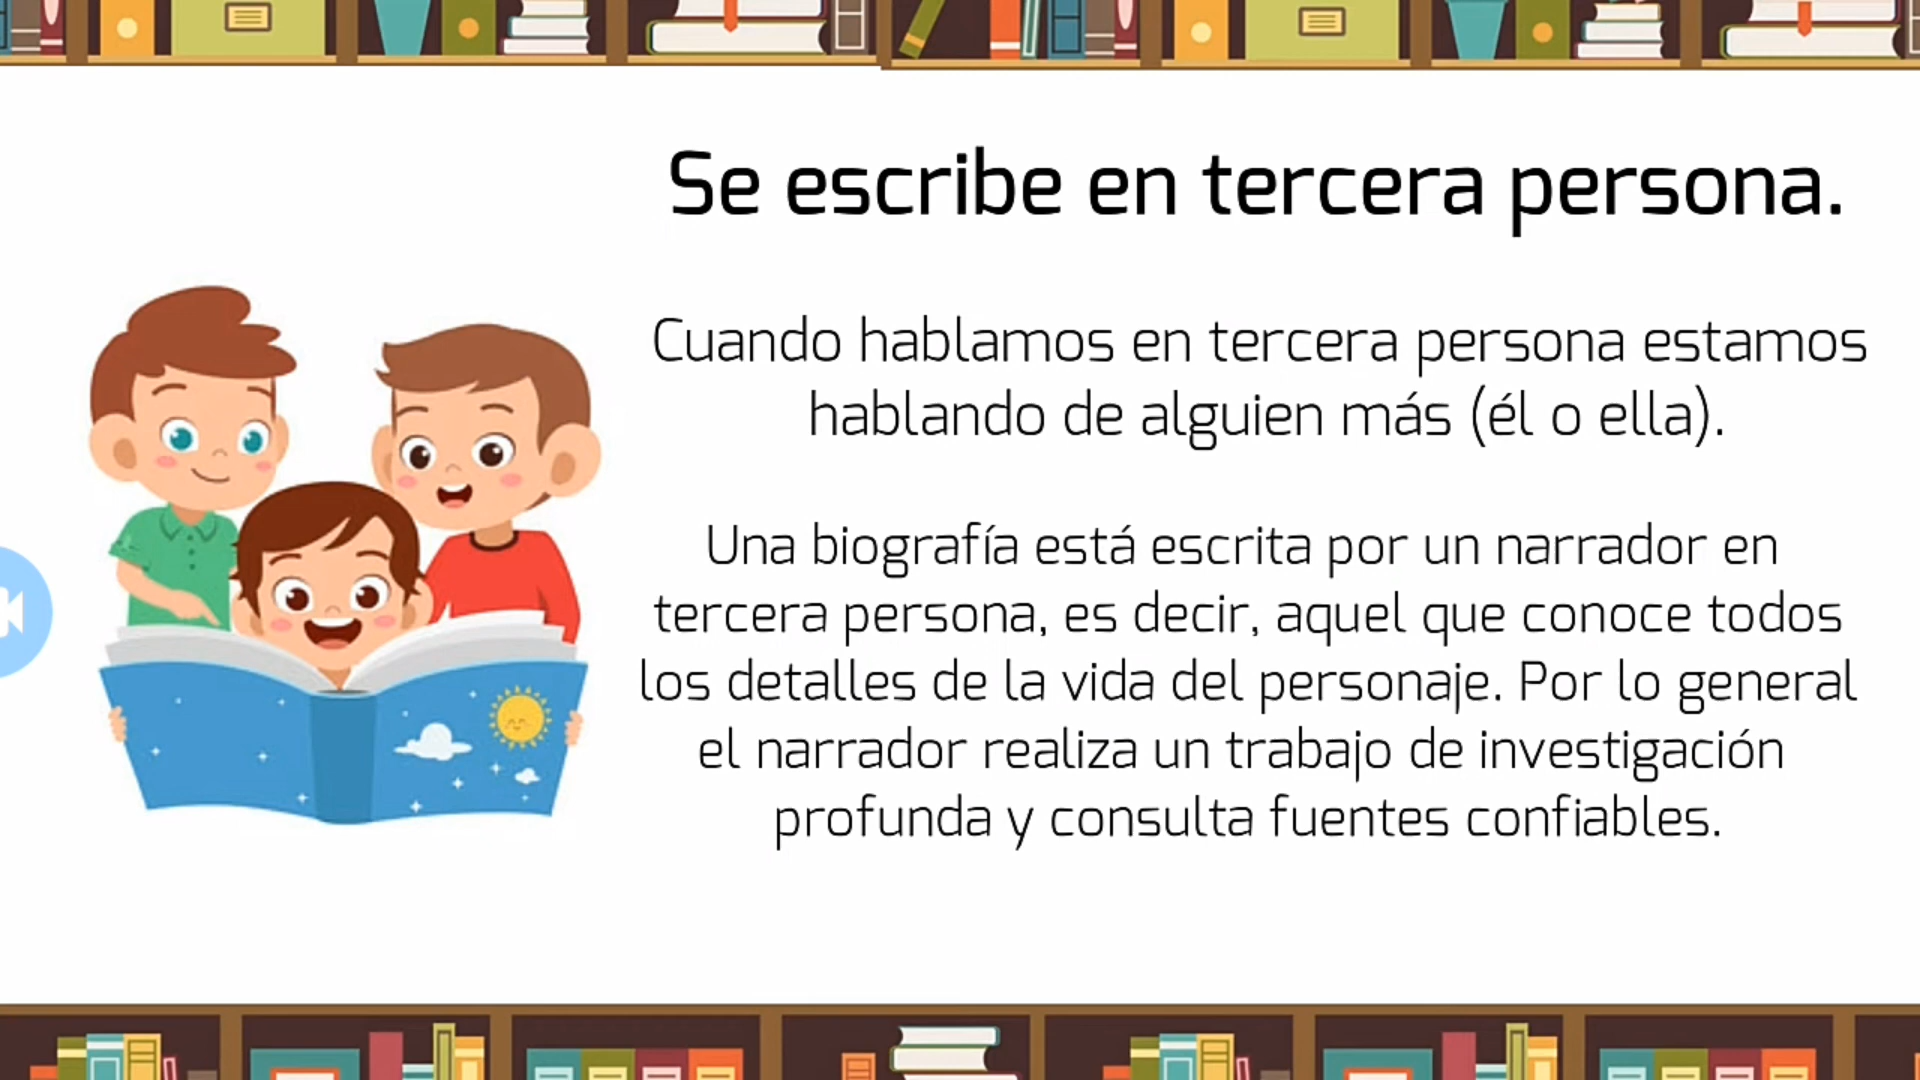 Se escribe en tercera persona.
Cuando hablamos en tercera persona estamos
hablando de alguien más (él o ella).
Una biografía está escrita por un narrador en
tercera persona, es decir, aquel que conoce todos
los detalles de la vida del personaje. Por lo general
el narrador realiza un trabajo de investigación
profunda y consulta fuentes confiables.